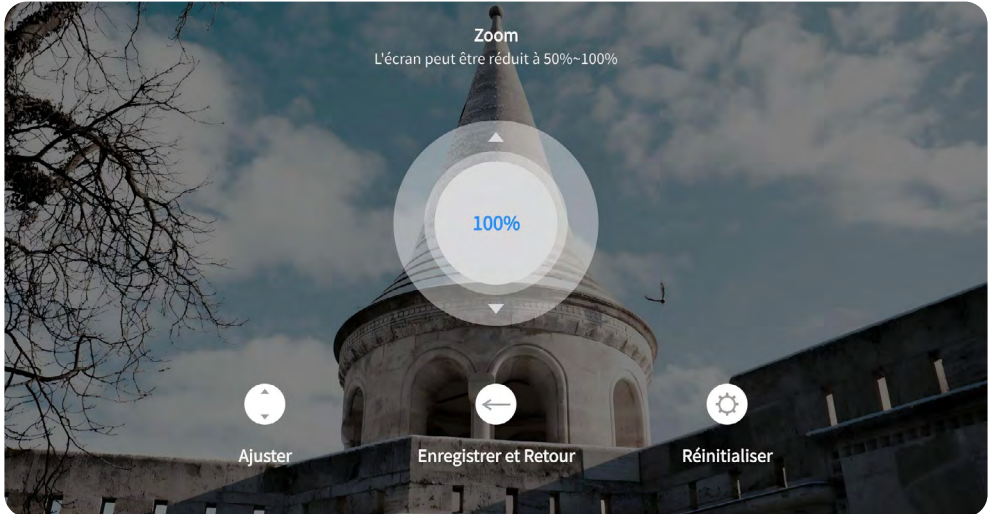 Zoom
L'écran peut être réduit à 50%~100%
100%
Ajuster
Enregistrer et Retour
Réinitialiser